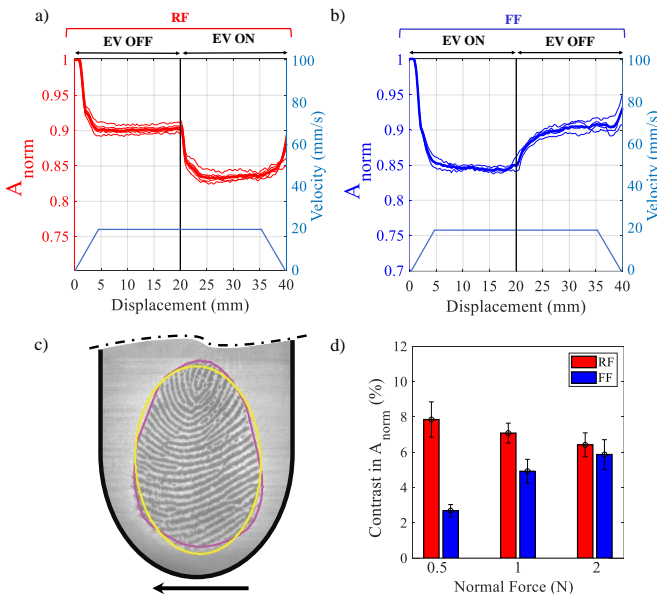 a)
RF
EV OFF
EV ON
1
0.95
0.9
0.85
0.8
0.75
A norm
100
80
60
40
20
0
Velocity (mm/s)
0 5 10 15 20 25 30 35 40
Displacement (mm)
b)
FF
EV ON
EV OFF
1
0.95
0.9
0.85
0.8
0.75
0.7
A norm
100
80
60
40
20
0
Velocity (mm/s)
0 5 10 15 20 25 30 35 40
Displacement (mm)
c)
d)
12
10
8
6
4
2
0
Contrast in A norm (%)
RF
FF
0.5 1 2
Normal Force (N)